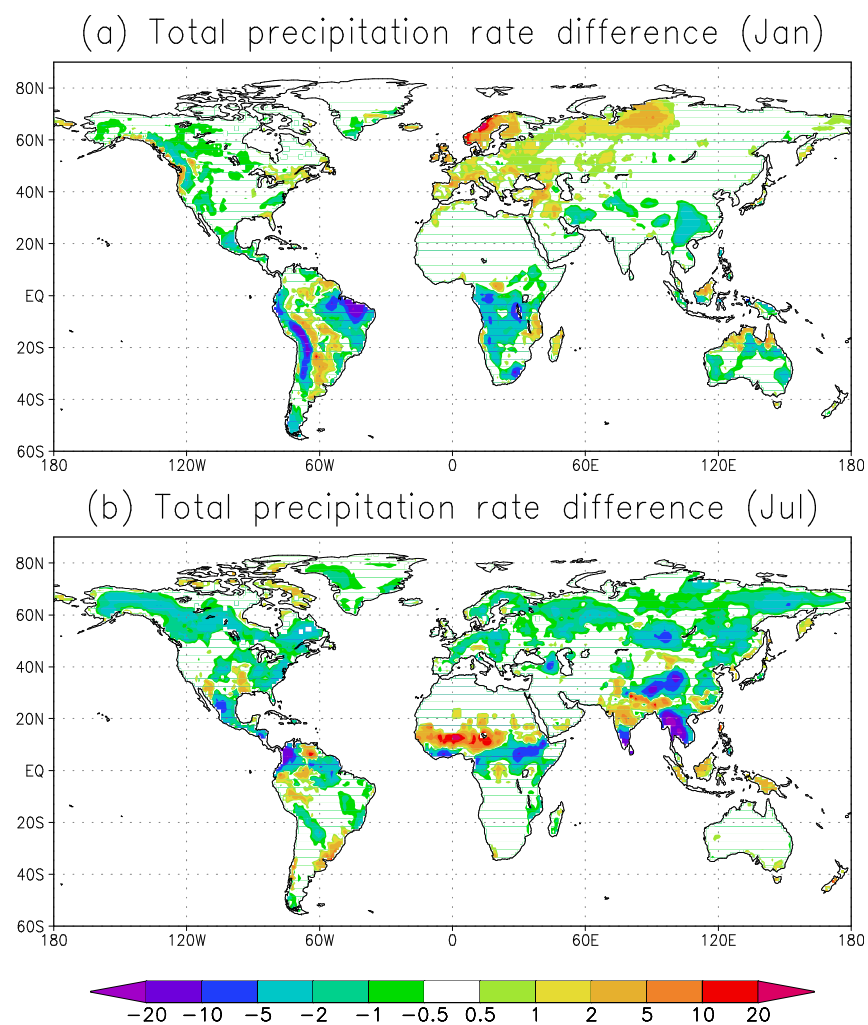 (a) Total precipitation rate difference (Jan)
80N
60N
40N
20N
EQ
20S
40S
60S
180 120W 60W 0 60E 120E 180
(b) Total precipitation rate difference (Jul)
80N
60N
40N
20N
EQ
20S
40S
60S
180 120W 60W 0 60E 120E 180
−20 −10 −5 −2 −1 −0.5 0.5 1 2 5 10 20